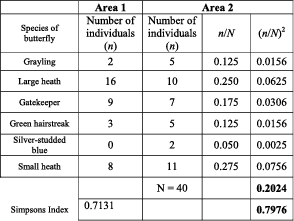 Area 1 Area 2
Species of butterfly Number of individuals (n) Number of individuals (n) n/N (n/N)²
Grayling 2 5 0.125 0.0156
Large heath 16 10 0.250 0.0625
Gatekeeper 9 7 0.175 0.0306
Green hairstreak 3 5 0.125 0.0156
Silver-studded blue 0 2 0.050 0.0025
Small heath 8 11 0.275 0.0756
N = 40 0.2024
Simpsons Index 0.7131 0.7976